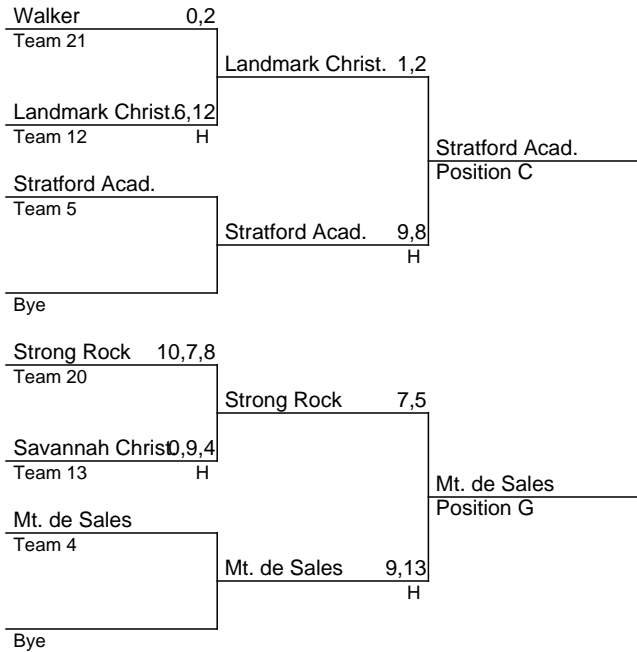 Walker 0,2
Team 21
Landmark Christ. 1,2
Landmark Christ.6,12
Team 12 H
Stratford Acad.
Position C
Stratford Acad.
Team 5
Stratford Acad. 9,8
H
Bye
Strong Rock 10,7,8
Team 20
Strong Rock 7,5
Savannah Christ.0,9,4
Team 13 H
Mt. de Sales
Position G
Mt. de Sales
Team 4
Mt. de Sales 9,13
H
Bye